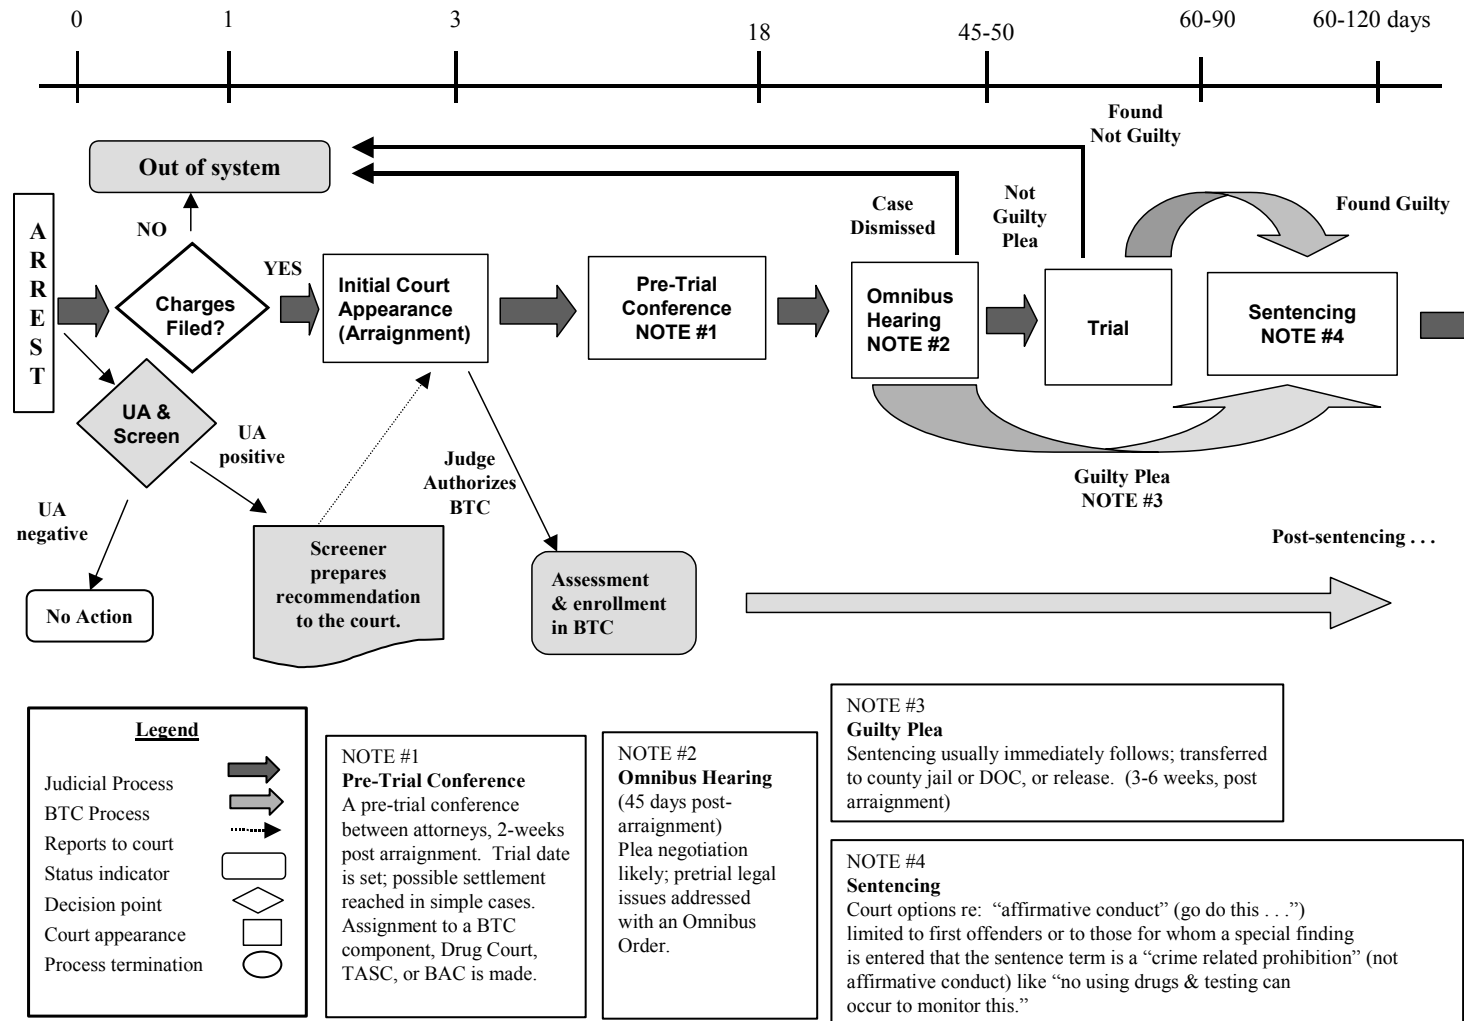 0
1
3
18
45-50
60-90
60-120 days
Found
Not Guilty
Out of system
A
R
R
E
S
T
NO
Charges
Filed?
YES
Initial Court
Appearance
(Arraignment)
Pre-Trial
Conference
NOTE #1
Case
Dismissed
Not
Guilty
Plea
Omnibus
Hearing
NOTE #2
Trial
Found Guilty
Sentencing
NOTE #4
UA &
Screen
UA
positive
UA
negative
No Action
Screener
prepares
recommendation
to the court.
Judge
Authorizes
BTC
Assessment
& enrollment
in BTC
Guilty Plea
NOTE #3
Post-sentencing . . .
Legend
Judicial Process
BTC Process
Reports to court
Status indicator
Decision point
Court appearance
Process termination
NOTE #1
Pre-Trial Conference
A pre-trial conference
between attorneys, 2-weeks
post arraignment.  Trial date
is set; possible settlement
reached in simple cases.
Assignment to a BTC
component, Drug Court,
TASC, or BAC is made.
NOTE #2
Omnibus Hearing
(45 days post-
arraignment)
Plea negotiation
likely; pretrial legal
issues addressed
with an Omnibus
Order.
NOTE #3
Guilty Plea
Sentencing usually immediately follows; transferred
to county jail or DOC, or release.  (3-6 weeks, post
arraignment)
NOTE #4
Sentencing
Court options re:  “affirmative conduct” (go do this . . .”)
limited to first offenders or to those for whom a special finding
is entered that the sentence term is a “crime related prohibition” (not
affirmative conduct) like “no using drugs & testing can
occur to monitor this.”